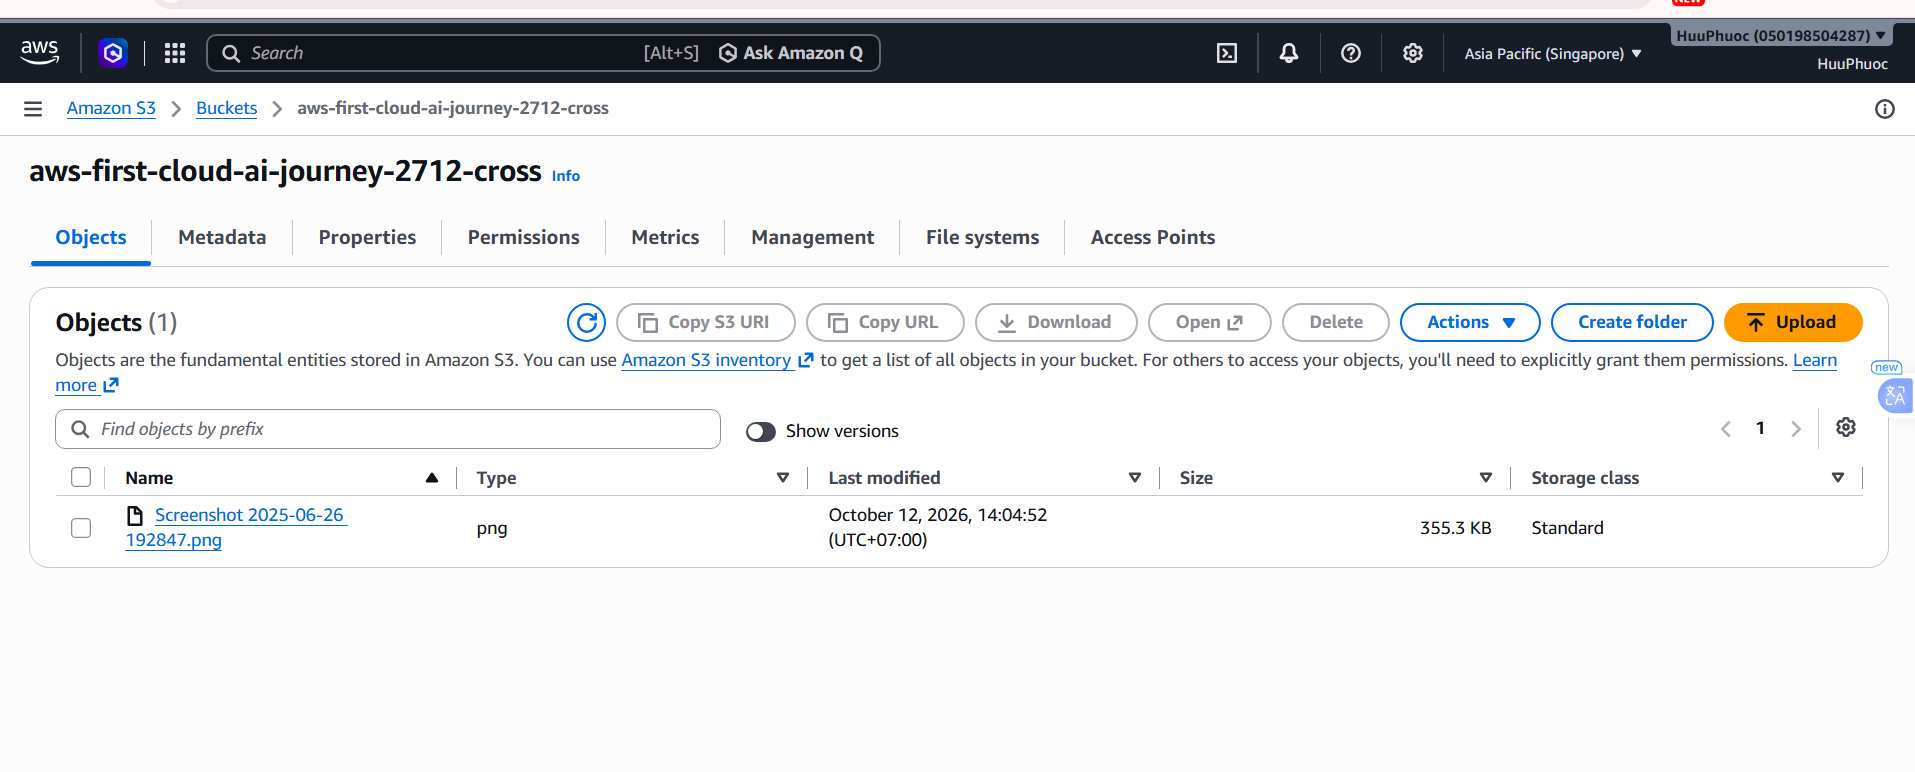 NEW
aws
Search [Alt+S] Ask Amazon Q
Asia Pacific (Singapore)
HuuPhuoc (050198504287)
HuuPhuoc
Amazon S3 > Buckets > aws-first-cloud-ai-journey-2712-cross
aws-first-cloud-ai-journey-2712-cross Info
Objects Metadata Properties Permissions Metrics Management File systems Access Points
Objects (1) Copy S3 URI Copy URL Download Open Delete Actions Create folder Upload
Objects are the fundamental entities stored in Amazon S3. You can use Amazon S3 inventory to get a list of all objects in your bucket. For others to access your objects, you'll need to explicitly grant them permissions. Learn
more
new
Find objects by prefix Show versions 1
Name Type Last modified Size Storage class
Screenshot 2025-06-26
192847.png
png
October 12, 2026, 14:04:52
(UTC+07:00)
355.3 KB
Standard